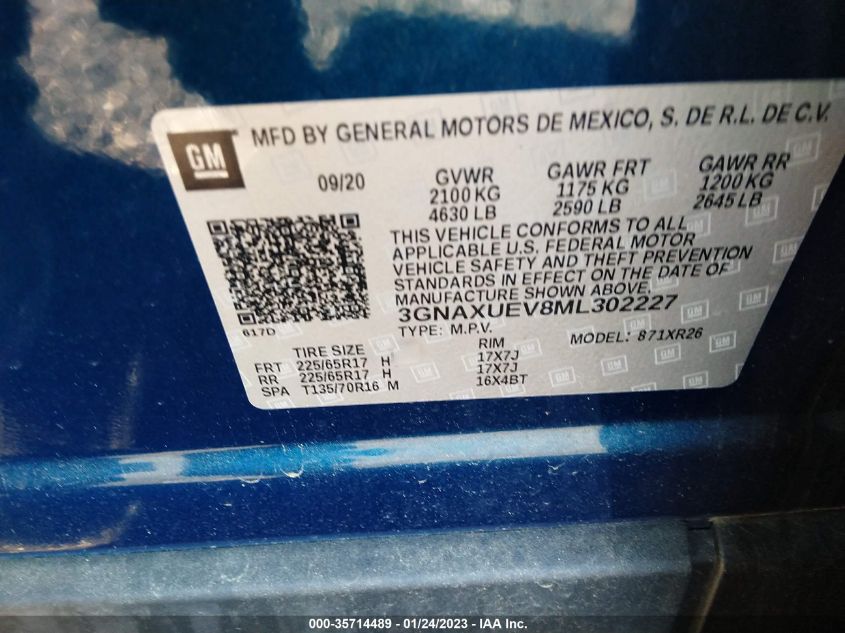 GM
MFD BY GENERAL MOTORS DE MEXICO, S. DE R.L. DE C.V.
09/20
GVWR
2100 KG
4630 LB
GAWR FRT
1175 KG
2590 LB
GAWR RR
1200 KG
2645 LB
THIS VEHICLE CONFORMS TO ALL
APPLICABLE U.S. FEDERAL MOTOR
VEHICLE SAFETY AND THEFT PREVENTION
STANDARDS IN EFFECT ON THE DATE OF
MANUFACTURE SHOWN ABOVE.
3GNAXUEV8ML302227
617D
TYPE: M.P.V.
MODEL: 871XR26
TIRE SIZE RIM
FRT 225/65R17 H 17X7J
RR 225/65R17 H 17X7J
SPA T135/70R16 M 16X4BT
000-35714489 - 01/24/2023 - IAA Inc.